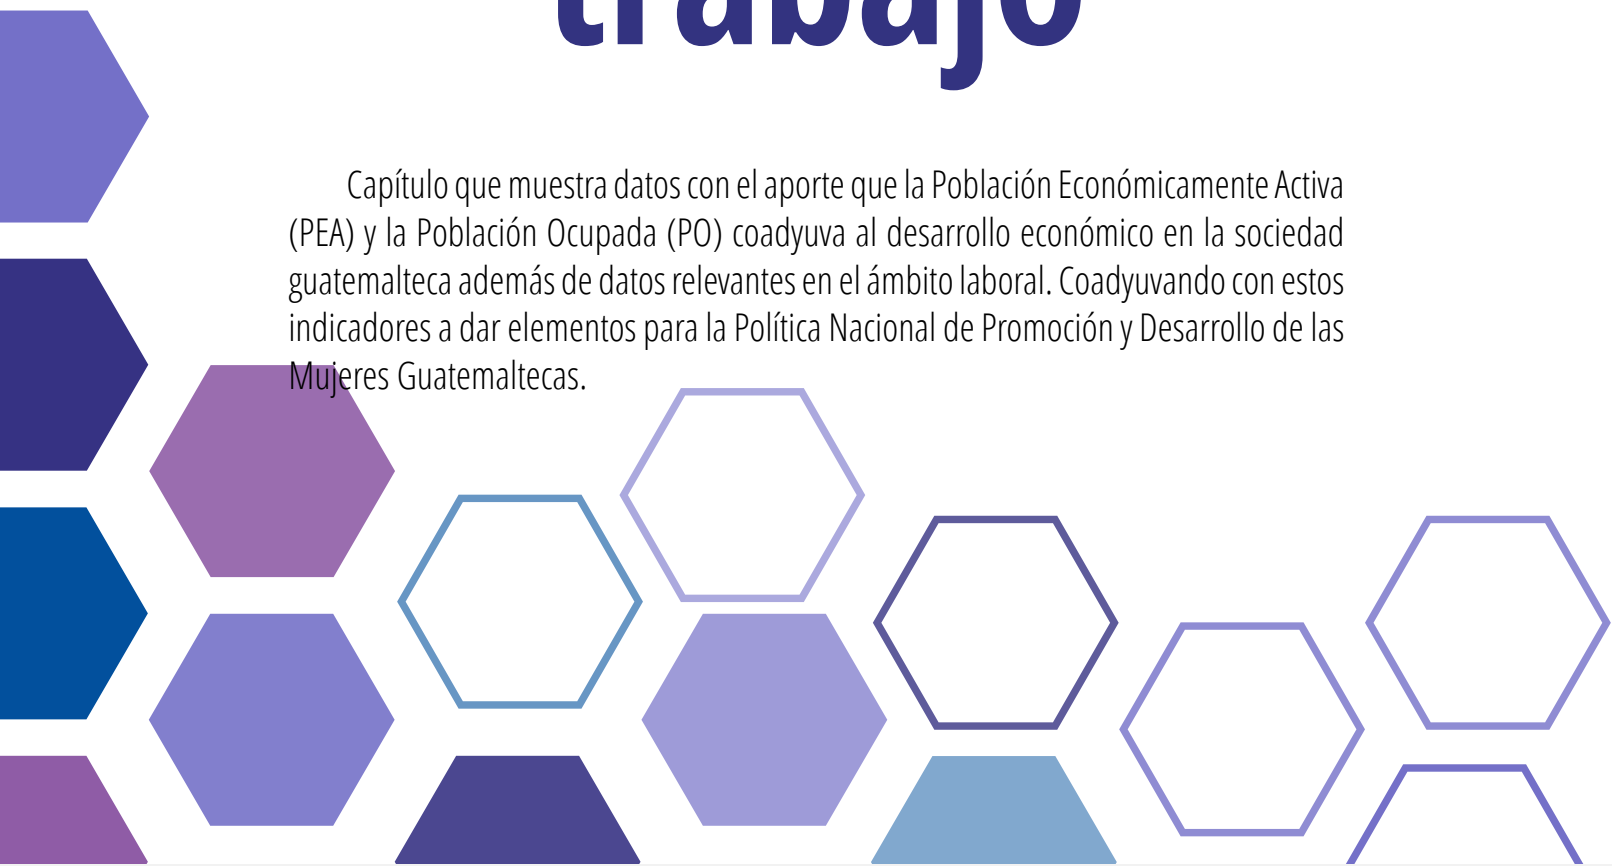 trabajo
Capítulo que muestra datos con el aporte que la Población Económicamente Activa
(PEA) y la Población Ocupada (PO) coadyuva al desarrollo económico en la sociedad
guatemalteca además de datos relevantes en el ámbito laboral. Coadyuvando con estos
indicadores a dar elementos para la Política Nacional de Promoción y Desarrollo de las
Mujeres Guatemaltecas.